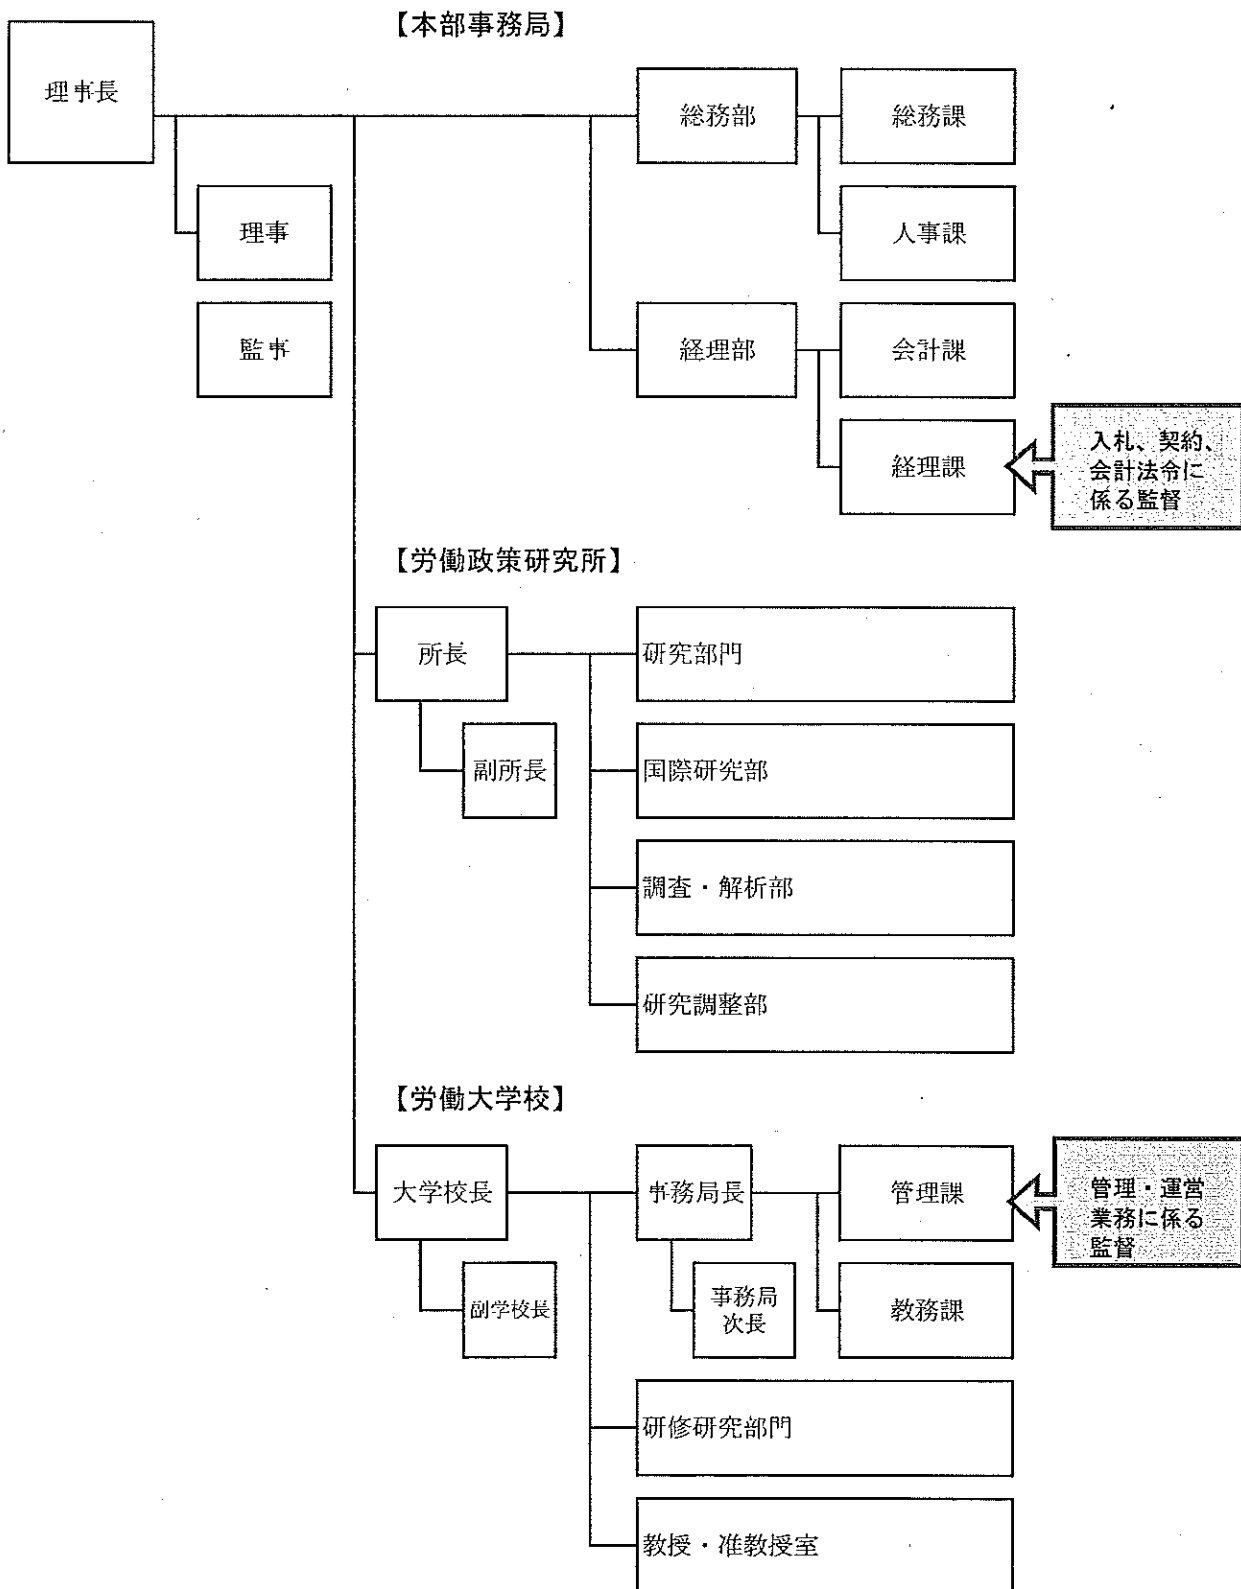 【本部事務局】
理事長
総務部
総務課
理事
人事課
監事
経理部
会計課
経理課
入札、契約、
会計法令に
係る監督
【労働政策研究所】
所長
研究部門
副所長
国際研究部
調査・解析部
研究調整部
【労働大学校】
大学校長
事務局長
管理課
管理・運営
業務に係る
監督
副学校長
事務局
次長
教務課
研修研究部門
教授・准教授室